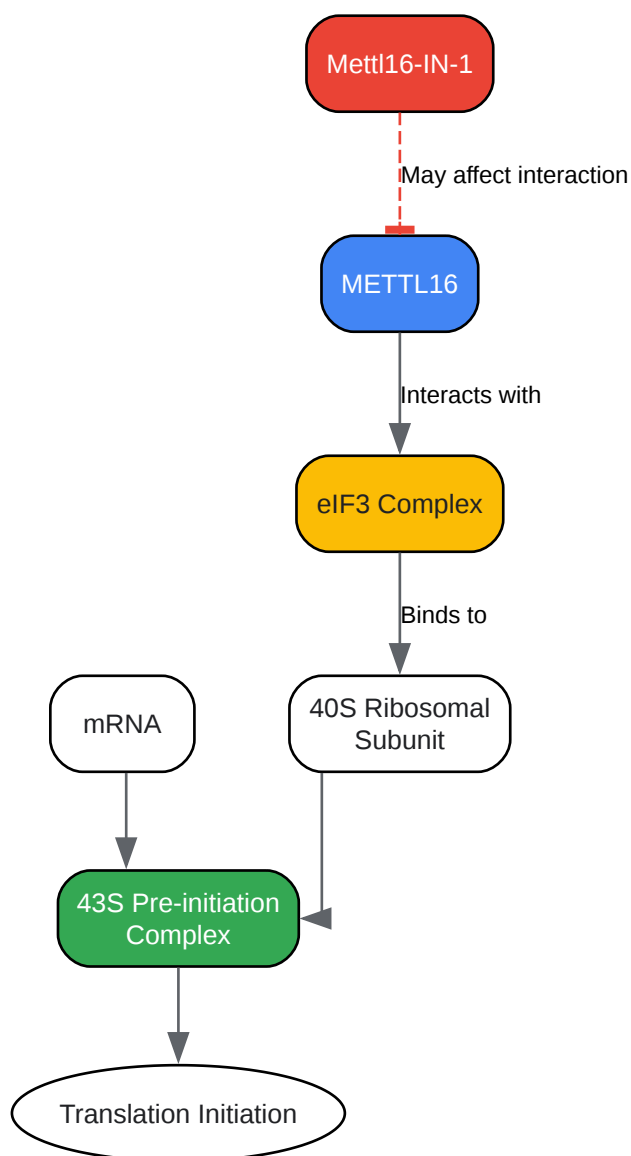 Mettl16-IN-1
May affect interaction
METTL16
Interacts with
eIF3 Complex
Binds to
mRNA
40S Ribosomal
Subunit
43S Pre-initiation
Complex
Translation Initiation